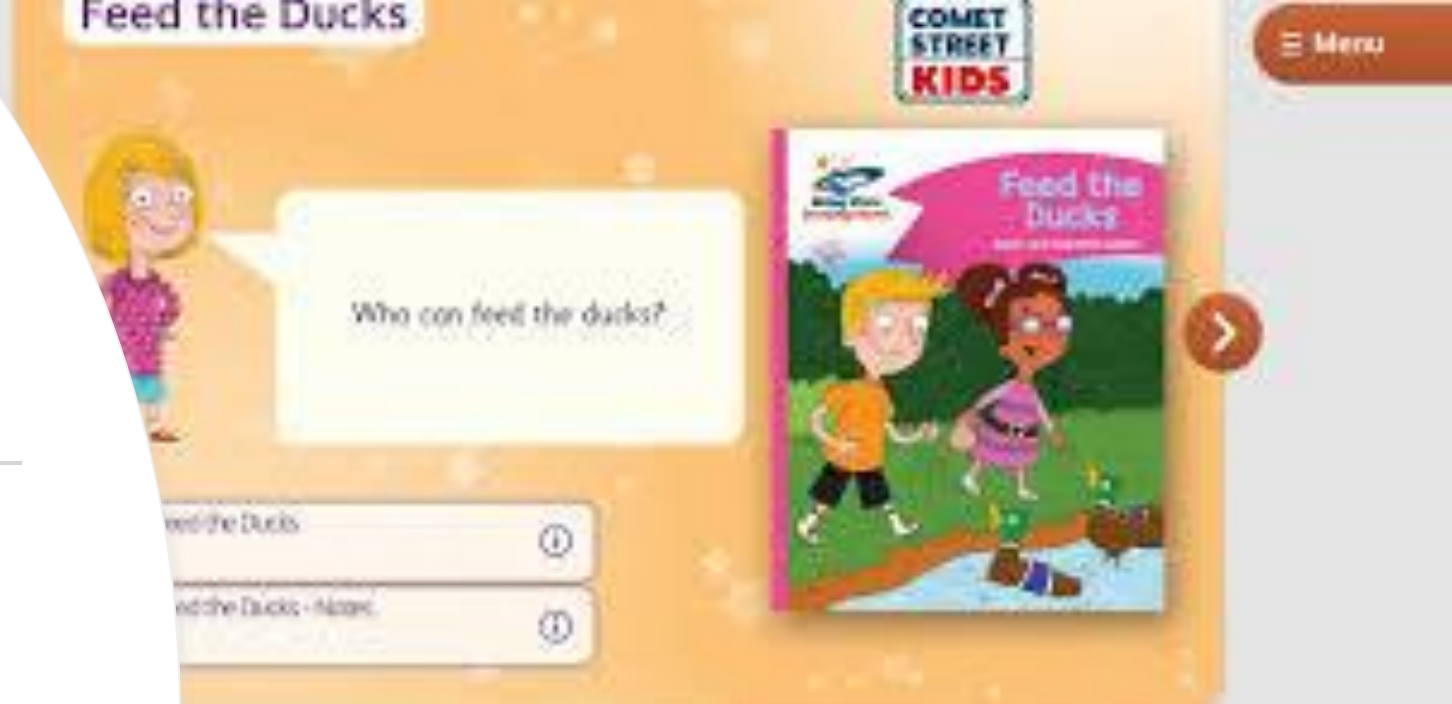 Feed the Ducks
COMET
STREET
KIDS
Menu
Feed the
Ducks
Who can feed the ducks?
eed the Ducks
ed the Ducks - Notes